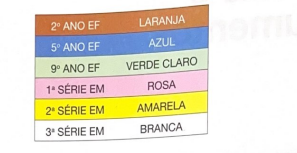 2º ANO EF LARANJA
5º ANO EF AZUL
9º ANO EF VERDE CLARO
1ª SÉRIE EM ROSA
2ª SÉRIE EM AMARELA
3ª SÉRIE EM BRANCA